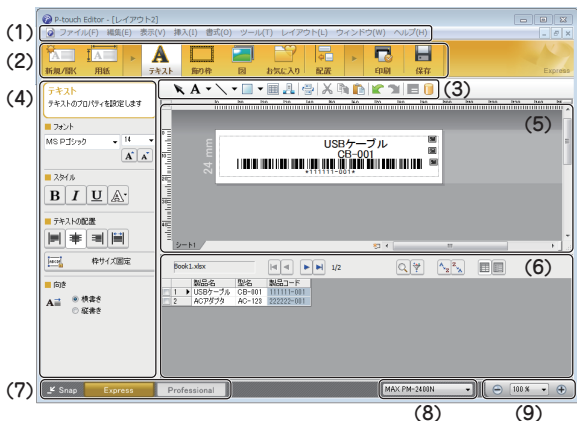 P-touch Editor - [レイアウト2]
(1) ファイル(F) 編集(E) 表示(V) 挿入(I) 書式(O) ツール(T) レイアウト(L) ウィンドウ(W) ヘルプ(H)
(2) 新規/開く 用紙 テキスト 飾り枠 図 お気に入り 配置 印刷 保存 Express
(3)
(4) テキスト
テキストのプロパティを設定します
フォント
MS Pゴシック 14
A A
スタイル
B I U A
テキストの配置
枠サイズ固定
向き
A 横書き
縦書き
(5)
24 mm
USBケーブル
CB-001
*111111-001*
シート1
(6)
Book1.xlsx 1/2
製品名 型名 製品コード
1 USBケーブル CB-001 111111-001
2 ACアダプタ AC-123 222222-001
(7) Snap Express Professional
MAX PM-2400N
100 %
(8) (9)